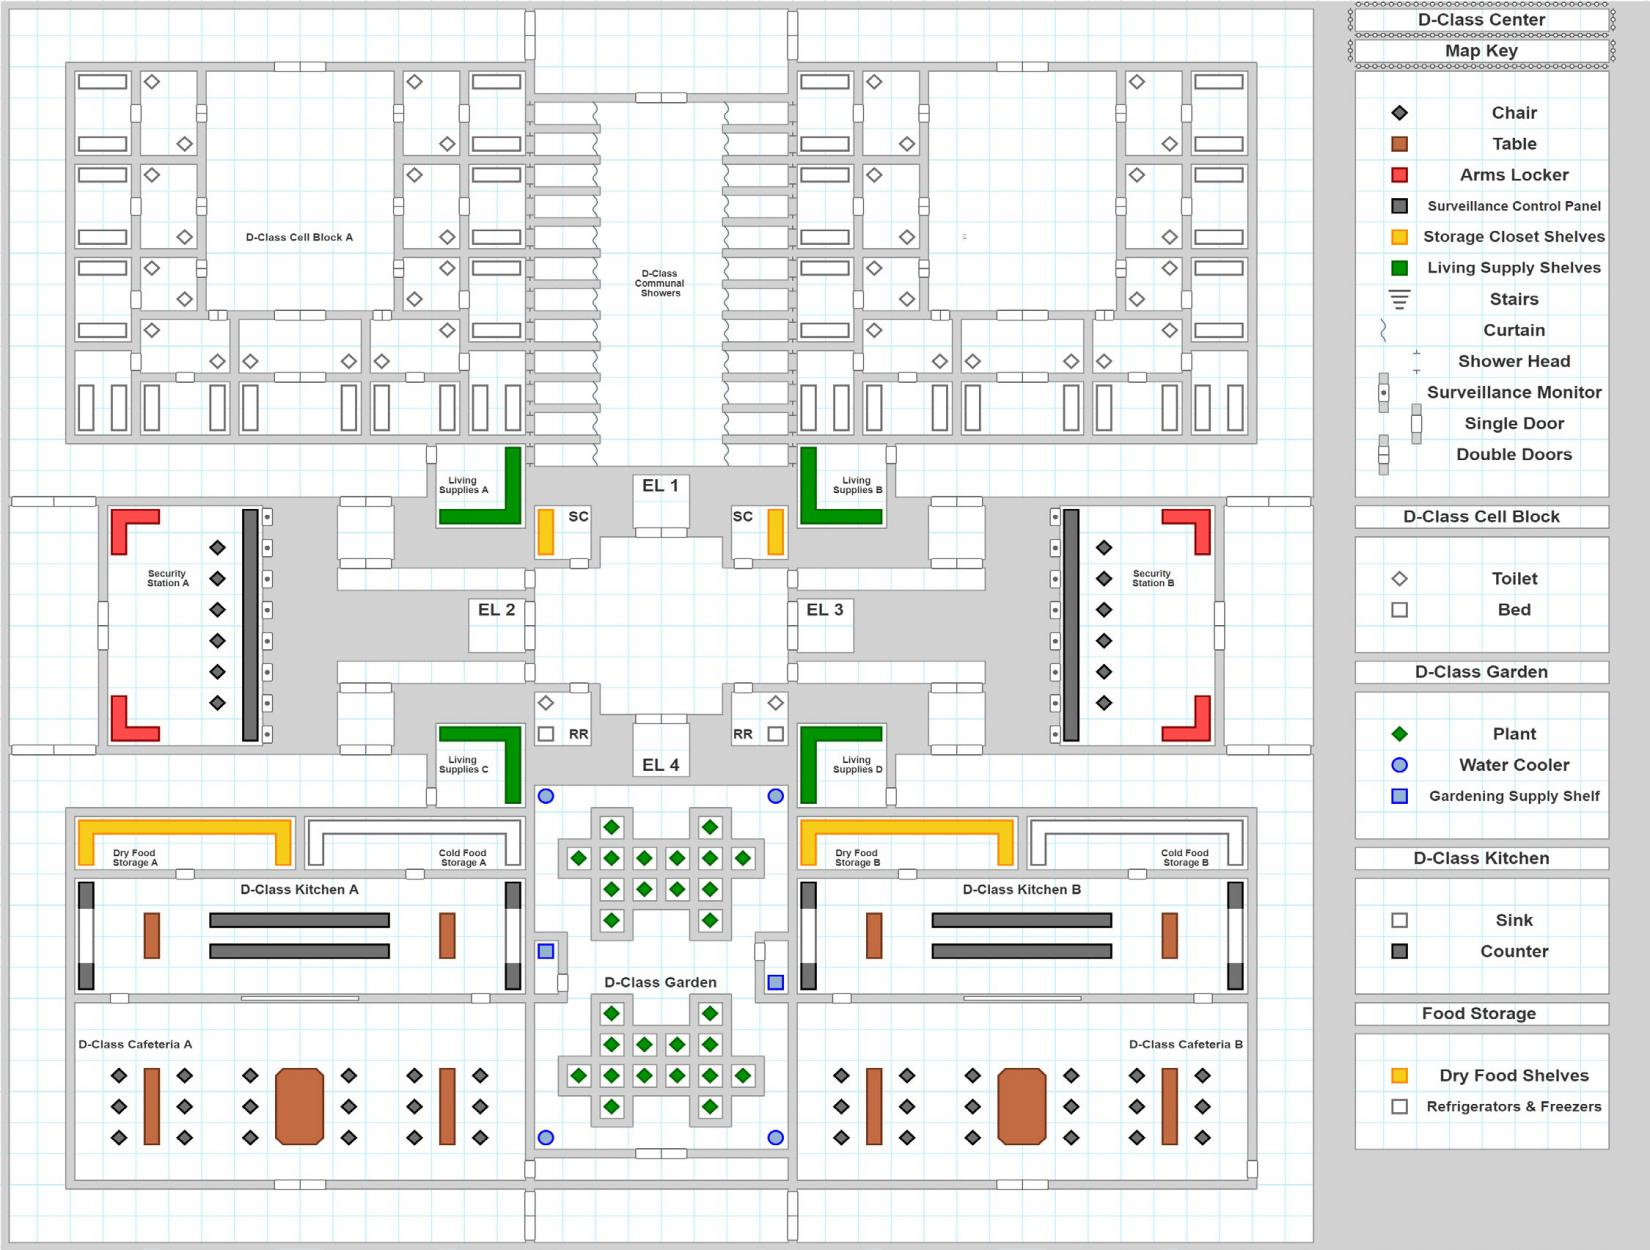 D-Class Center
Map Key
Chair
Table
Arms Locker
Surveillance Control Panel
Storage Closet Shelves
Living Supply Shelves
Stairs
Curtain
Shower Head
Surveillance Monitor
Single Door
Double Doors
D-Class Cell Block
Toilet
Bed
D-Class Garden
Plant
Water Cooler
Gardening Supply Shelf
D-Class Kitchen
Sink
Counter
Food Storage
Dry Food Shelves
Refrigerators & Freezers
D-Class Cell Block A
D-Class
Communal
Showers
Living
Supplies A
EL 1
Living
Supplies B
SC
SC
Security
Station A
Security
Station B
EL 2
EL 3
RR
RR
Living
Supplies C
EL 4
Living
Supplies D
Dry Food
Storage A
Cold Food
Storage A
Dry Food
Storage B
Cold Food
Storage B
D-Class Kitchen A
D-Class Kitchen B
D-Class Garden
D-Class Cafeteria A
D-Class Cafeteria B